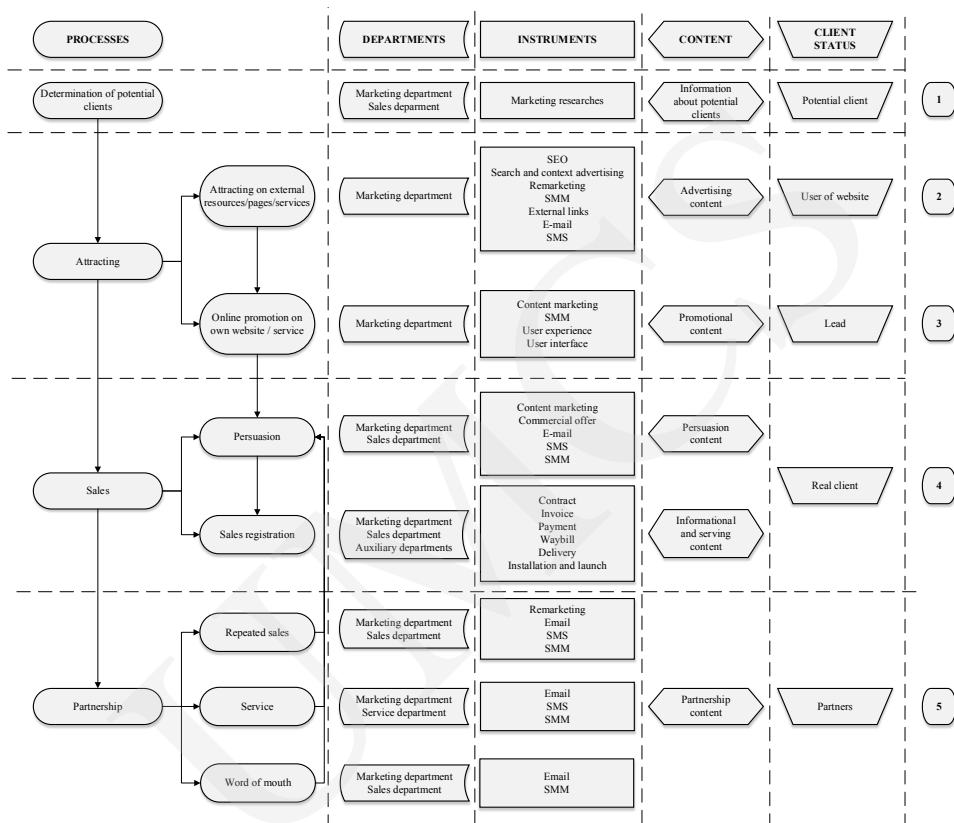 PROCESSES
DEPARTMENTS
INSTRUMENTS
CONTENT
CLIENT
STATUS
Determination of potential
clients
Marketing department
Sales deparment
Marketing researches
Information
about potential
clients
Potential client
1
Attracting on external
resources/pages/services
Marketing department
SEO
Search and context advertising
Remarketing
SMM
External links
E-mail
SMS
Advertising
content
User of website
2
Attracting
Online promotion on
own website / service
Marketing department
Content marketing
SMM
User experience
User interface
Promotional
content
Lead
3
Persuasion
Marketing department
Sales department
Content marketing
Commercial offer
E-mail
SMS
SMM
Persuasion
content
Sales
Real client
4
Sales registration
Marketing department
Sales department
Auxiliary departments
Contract
Invoice
Payment
Waybill
Delivery
Installation and launch
Informational
and serving
content
Repeated sales
Marketing department
Sales department
Remarketing
Email
SMS
SMM
Partnership
Service
Marketing department
Service department
Email
SMS
SMM
Partnership
content
Partners
5
Word of mouth
Marketing department
Sales department
Email
SMM
UMCS